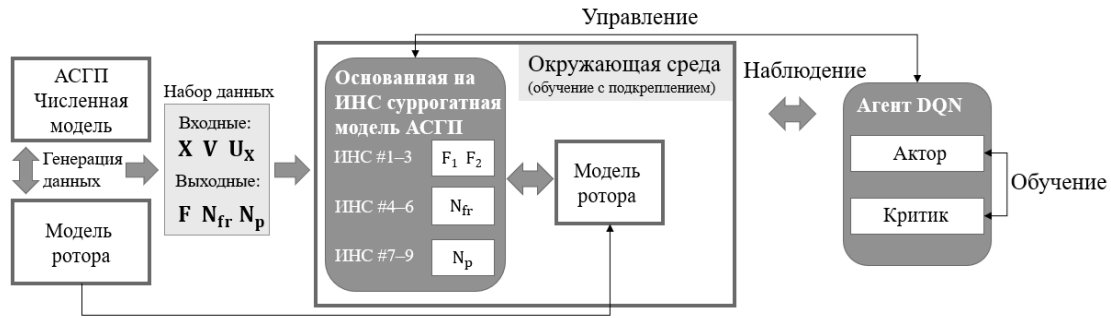 Управление
АСГП
Численная
модель
Генерация
данных
Модель
ротора
Набор данных
Входные:
X V U_X
Выходные:
F N_fr N_p
Основанная на
ИНС суррогатная
модель АСГП
ИНС #1–3
F_1 F_2
ИНС #4–6
N_fr
ИНС #7–9
N_p
Окружающая среда
(обучение с подкреплением)
Модель
ротора
Наблюдение
Агент DQN
Актор
Критик
Обучение